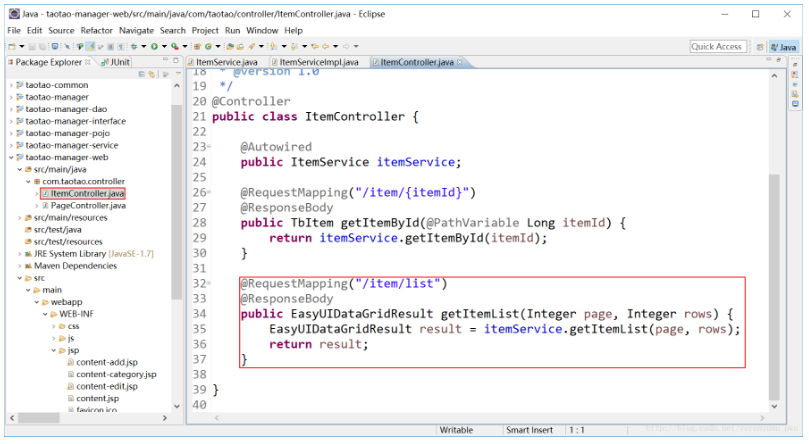 Java - taotao-manager-web/src/main/java/com/taotao/controller/ItemController.java - Eclipse
File Edit Source Refactor Navigate Search Project Run Window Help
Quick Access
Java
Package Explorer
JUnit
ItemService.java
ItemServiceImpl.java
ItemController.java
taotao-common
taotao-manager
taotao-manager-dao
taotao-manager-interface
taotao-manager-pojo
taotao-manager-service
taotao-manager-web
src/main/java
com.taotao.controller
ItemController.java
PageController.java
src/main/resources
src/test/java
src/test/resources
JRE System Library [JavaSE-1.7]
Maven Dependencies
src
main
webapp
WEB-INF
css
js
jsp
content-add.jsp
content-category.jsp
content-edit.jsp
content.jsp
favicon.ico
18 * @version 1.0
19 */
20 @Controller
21 public class ItemController {
22
23 @Autowired
24 public ItemService itemService;
25
26 @RequestMapping("/item/{itemId}")
27 @ResponseBody
28 public TbItem getItemById(@PathVariable Long itemId) {
29 return itemService.getItemById(itemId);
30 }
31
32 @RequestMapping("/item/list")
33 @ResponseBody
34 public EasyUIDataGridResult getItemList(Integer page, Integer rows) {
35 EasyUIDataGridResult result = itemService.getItemList(page, rows);
36 return result;
37 }
38
39 }
40
Writable
Smart Insert
1 : 1